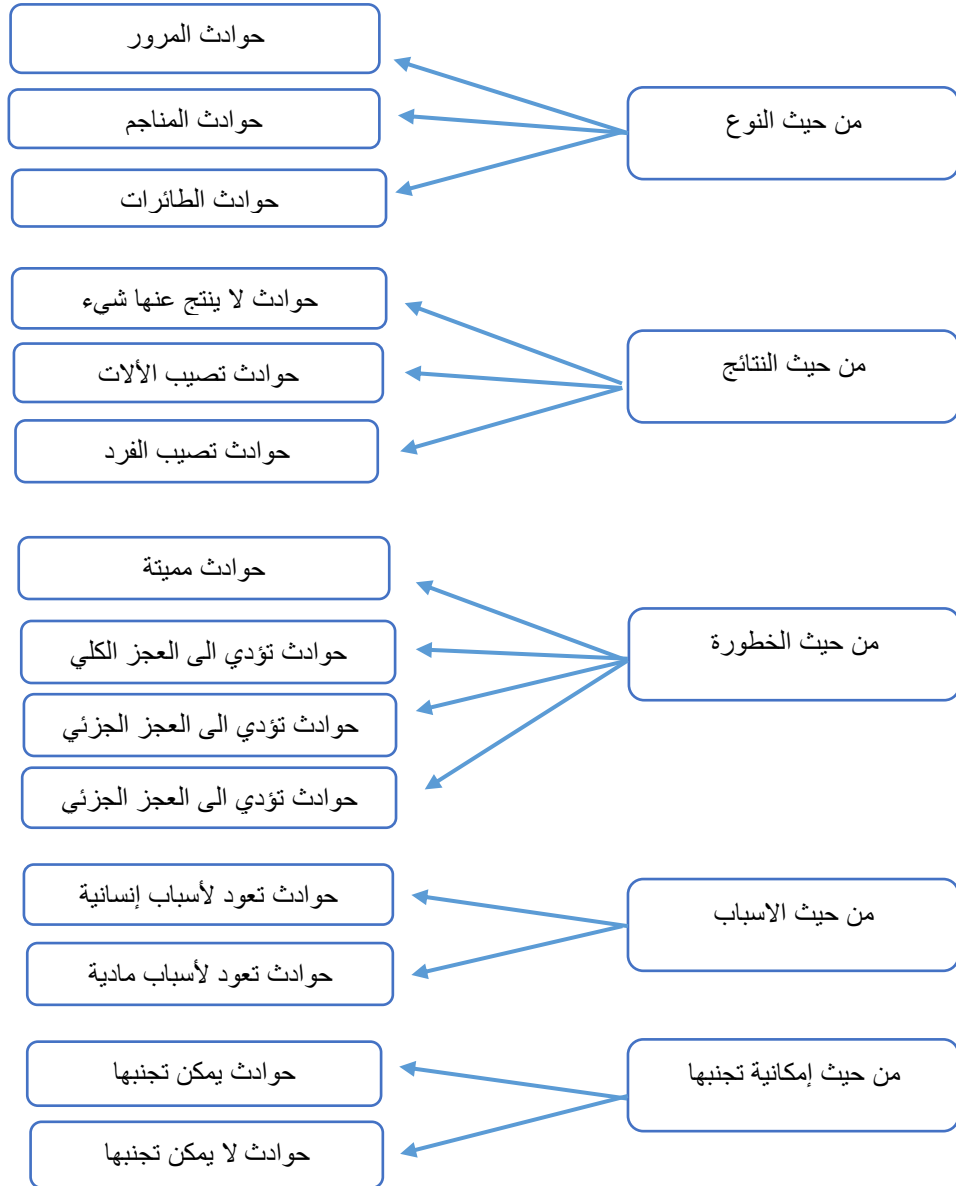 من حيث النوع
حوادث المرور
حوادث المناجم
حوادث الطائرات
من حيث النتائج
حوادث لا ينتج عنها شيء
حوادث تصيب الألات
حوادث تصيب الفرد
من حيث الخطورة
حوادث مميتة
حوادث تؤدي الى العجز الكلي
حوادث تؤدي الى العجز الجزئي
حوادث تؤدي الى العجز الجزئي
من حيث الاسباب
حوادث تعود لأسباب إنسانية
حوادث تعود لأسباب مادية
من حيث إمكانية تجنبها
حوادث يمكن تجنبها
حوادث لا يمكن تجنبها